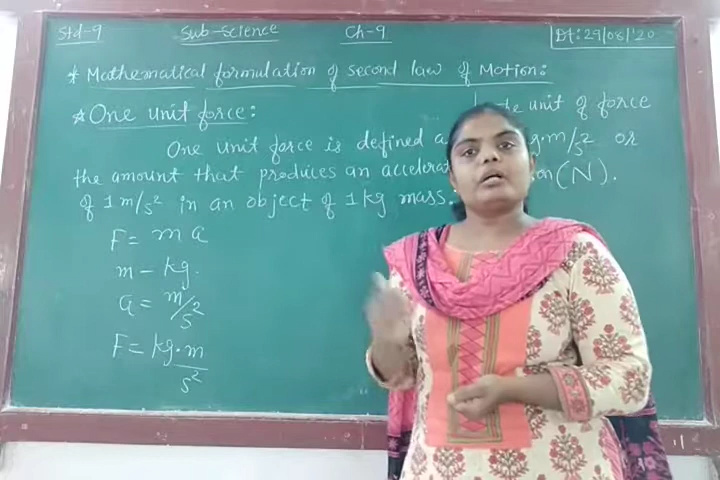 Std-9 Sub-Science Ch-9 Dt:29/08/'20
* Mathematical formulation of second law of Motion:
* One unit force:
unit of force
One unit force is defined a
kg.m/s² or
the amount that produces an accelerat
on (N).
of 1 m/s² in an object of 1 kg mass.
F = m a
m - kg.
a = m/s²
F = kg.m/s²